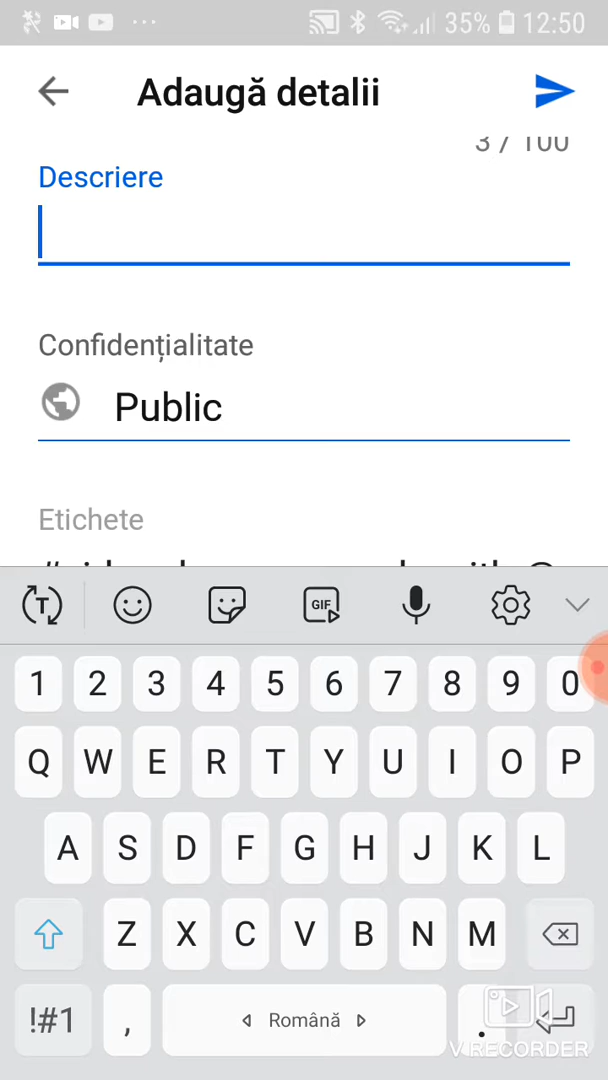 35% 12:50
Adaugă detalii
3 / 100
Descriere
Confidențialitate
Public
Etichete
GIF
1 2 3 4 5 6 7 8 9 0
Q W E R T Y U I O P
A S D F G H J K L
Z X C V B N M
!#1 , Română .
V RECORDER